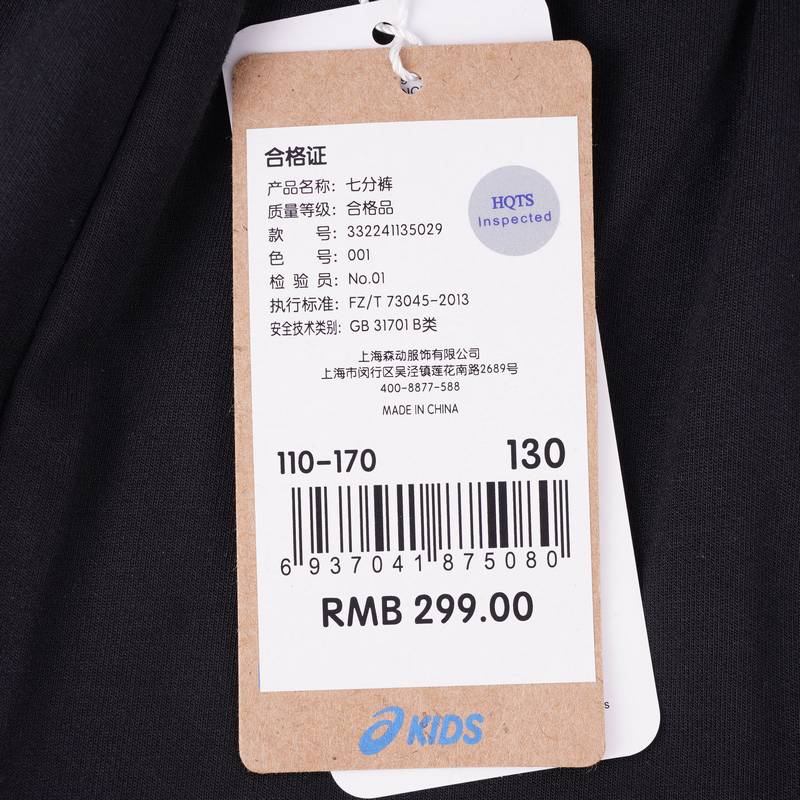 合格证
产品名称：七分裤
质量等级：合格品
款 号：332241135029
色 号：001
检 验 员：No.01
执行标准：FZ/T 73045-2013
安全技术类别：GB 31701 B类
HQTS
Inspected
上海森动服饰有限公司
上海市闵行区吴泾镇莲花南路2689号
400-8877-588
MADE IN CHINA
110-170 130
6 937041 875080
RMB 299.00
KIDS